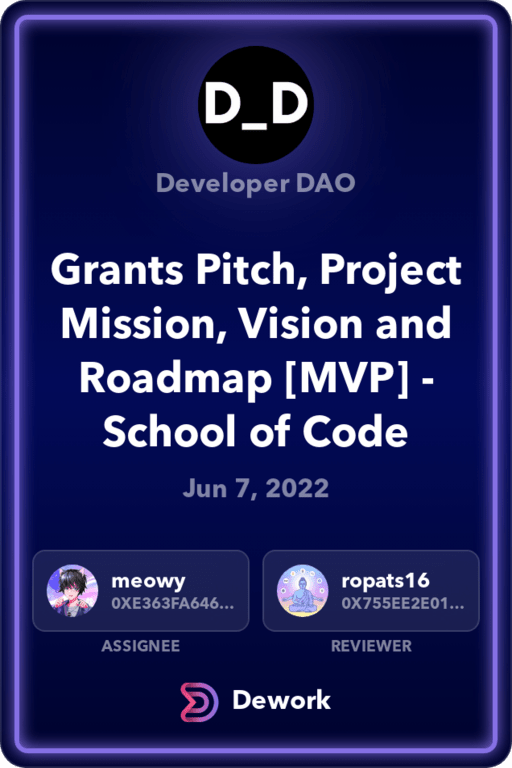 D_D
Developer DAO
Grants Pitch, Project
Mission, Vision and
Roadmap [MVP] -
School of Code
Jun 7, 2022
meowy
0XE363FA646...
ropats16
0X755EE2E01...
ASSIGNEE
REVIEWER
Dework